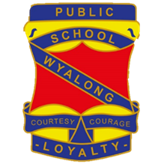 PUBLIC
SCHOOL
WYALONG
COURTESY COURAGE
- LOYALTY -